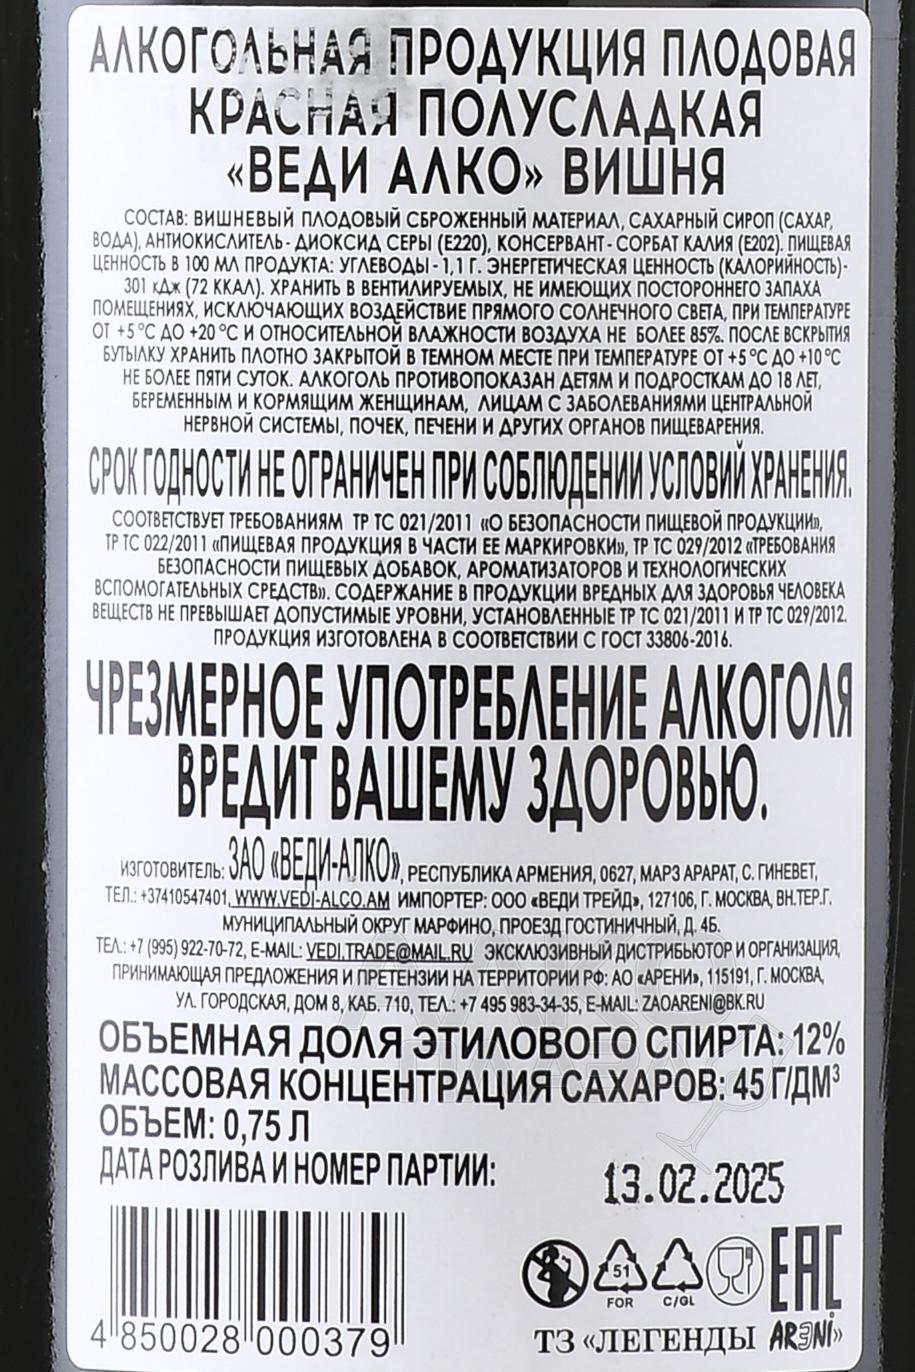 АЛКОГОЛЬНАЯ ПРОДУКЦИЯ ПЛОДОВАЯ
КРАСНАЯ ПОЛУСЛАДКАЯ
«ВЕДИ АЛКО» ВИШНЯ
СОСТАВ: ВИШНЕВЫЙ ПЛОДОВЫЙ СБРОЖЕННЫЙ МАТЕРИАЛ, САХАРНЫЙ СИРОП (САХАР,
ВОДА), АНТИОКИСЛИТЕЛЬ - ДИОКСИД СЕРЫ (Е220), КОНСЕРВАНТ - СОРБАТ КАЛИЯ (Е202). ПИЩЕВАЯ
ЦЕННОСТЬ В 100 МЛ ПРОДУКТА: УГЛЕВОДЫ - 1,1 Г. ЭНЕРГЕТИЧЕСКАЯ ЦЕННОСТЬ (КАЛОРИЙНОСТЬ)-
301 кДж (72 ККАЛ). ХРАНИТЬ В ВЕНТИЛИРУЕМЫХ, НЕ ИМЕЮЩИХ ПОСТОРОННЕГО ЗАПАХА
ПОМЕЩЕНИЯХ, ИСКЛЮЧАЮЩИХ ВОЗДЕЙСТВИЕ ПРЯМОГО СОЛНЕЧНОГО СВЕТА, ПРИ ТЕМПЕРАТУРЕ
ОТ +5 °С ДО +20 °С И ОТНОСИТЕЛЬНОЙ ВЛАЖНОСТИ ВОЗДУХА НЕ БОЛЕЕ 85%. ПОСЛЕ ВСКРЫТИЯ
БУТЫЛКУ ХРАНИТЬ ПЛОТНО ЗАКРЫТОЙ В ТЕМНОМ МЕСТЕ ПРИ ТЕМПЕРАТУРЕ ОТ +5 °С ДО +10 °С
НЕ БОЛЕЕ ПЯТИ СУТОК. АЛКОГОЛЬ ПРОТИВОПОКАЗАН ДЕТЯМ И ПОДРОСТКАМ ДО 18 ЛЕТ,
БЕРЕМЕННЫМ И КОРМЯЩИМ ЖЕНЩИНАМ, ЛИЦАМ С ЗАБОЛЕВАНИЯМИ ЦЕНТРАЛЬНОЙ
НЕРВНОЙ СИСТЕМЫ, ПОЧЕК, ПЕЧЕНИ И ДРУГИХ ОРГАНОВ ПИЩЕВАРЕНИЯ.
СРОК ГОДНОСТИ НЕ ОГРАНИЧЕН ПРИ СОБЛЮДЕНИИ УСЛОВИЙ ХРАНЕНИЯ.
СООТВЕТСТВУЕТ ТРЕБОВАНИЯМ ТР ТС 021/2011 «О БЕЗОПАСНОСТИ ПИЩЕВОЙ ПРОДУКЦИИ»,
ТР ТС 022/2011 «ПИЩЕВАЯ ПРОДУКЦИЯ В ЧАСТИ ЕЕ МАРКИРОВКИ», ТР ТС 029/2012 «ТРЕБОВАНИЯ
БЕЗОПАСНОСТИ ПИЩЕВЫХ ДОБАВОК, АРОМАТИЗАТОРОВ И ТЕХНОЛОГИЧЕСКИХ
ВСПОМОГАТЕЛЬНЫХ СРЕДСТВ». СОДЕРЖАНИЕ В ПРОДУКЦИИ ВРЕДНЫХ ДЛЯ ЗДОРОВЬЯ ЧЕЛОВЕКА
ВЕЩЕСТВ НЕ ПРЕВЫШАЕТ ДОПУСТИМЫЕ УРОВНИ, УСТАНОВЛЕННЫЕ ТР ТС 021/2011 И ТР ТС 029/2012.
ПРОДУКЦИЯ ИЗГОТОВЛЕНА В СООТВЕТСТВИИ С ГОСТ 33806-2016.
ЧРЕЗМЕРНОЕ УПОТРЕБЛЕНИЕ АЛКОГОЛЯ
ВРЕДИТ ВАШЕМУ ЗДОРОВЬЮ.
ИЗГОТОВИТЕЛЬ: ЗАО «ВЕДИ-АЛКО», РЕСПУБЛИКА АРМЕНИЯ, 0627, МАРЗ АРАРАТ, С. ГИНЕВЕТ,
ТЕЛ.: +37410547401, WWW.VEDI-ALCO.AM ИМПОРТЕР: ООО «ВЕДИ ТРЕЙД», 127106, Г. МОСКВА, ВН.ТЕР.Г.
МУНИЦИПАЛЬНЫЙ ОКРУГ МАРФИНО, ПРОЕЗД ГОСТИНИЧНЫЙ, Д. 4Б.
ТЕЛ.: +7 (995) 922-70-72, E-MAIL: VEDI.TRADE@MAIL.RU ЭКСКЛЮЗИВНЫЙ ДИСТРИБЬЮТОР И ОРГАНИЗАЦИЯ,
ПРИНИМАЮЩАЯ ПРЕДЛОЖЕНИЯ И ПРЕТЕНЗИИ НА ТЕРРИТОРИИ РФ: АО «АРЕНИ», 115191, Г. МОСКВА,
УЛ. ГОРОДСКАЯ, ДОМ 8, КАБ. 710, ТЕЛ.: +7 495 983-34-35, E-MAIL: ZAOARENI@BK.RU
ОБЪЕМНАЯ ДОЛЯ ЭТИЛОВОГО СПИРТА: 12%
МАССОВАЯ КОНЦЕНТРАЦИЯ САХАРОВ: 45 Г/ДМ³
ОБЪЕМ: 0,75 Л
ДАТА РОЗЛИВА И НОМЕР ПАРТИИ: 13.02.2025
51
FOR
C/GL
EAC
4 850028 000379
ТЗ «ЛЕГЕНДЫ ARENI»